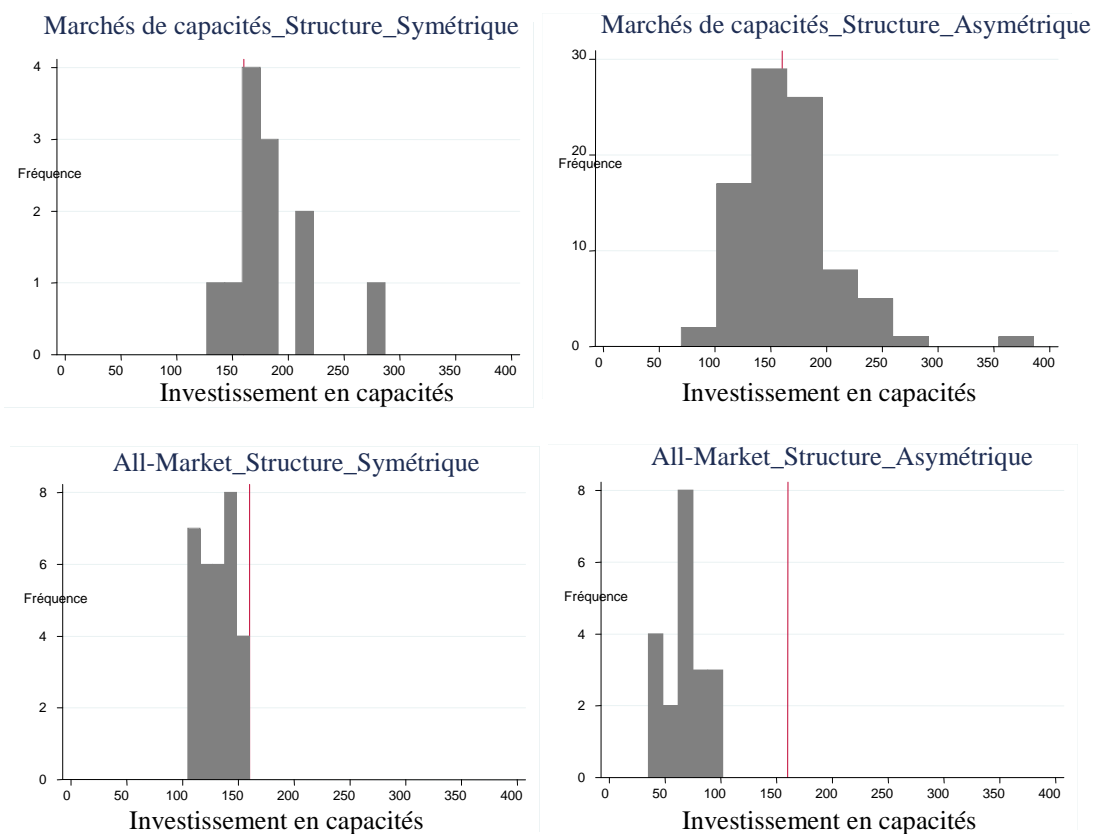 Marchés de capacités_Structure_Symétrique
4
3
Fréquence
2
1
0
0 50 100 150 200 250 300 350 400
Investissement en capacités
Marchés de capacités_Structure_Asymétrique
30
20
Fréquence
10
0
0 50 100 150 200 250 300 350 400
Investissement en capacités
All-Market_Structure_Symétrique
8
6
Fréquence
4
2
0
0 50 100 150 200 250 300 350 400
Investissement en capacités
All-Market_Structure_Asymétrique
8
6
Fréquence
4
2
0
0 50 100 150 200 250 300 350 400
Investissement en capacités